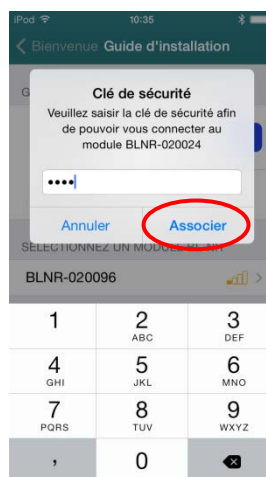 iPod 10:35
Bienvenue Guide d'installation
G
Clé de sécurité
Veuillez saisir la clé de sécurité afin
de pouvoir vous connecter au
module BLNR-020024
••••
Annuler Associer
SÉLECTIONNEZ UN MODULE BLNR
BLNR-020096
1 2 3
ABC DEF
4 5 6
GHI JKL MNO
7 8 9
PQRS TUV WXYZ
, 0